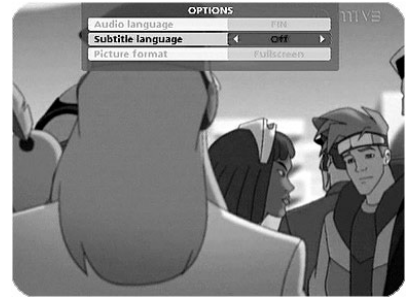 OPTIONS
Audio language FIN
Subtitle language Off
Picture format Fullscreen